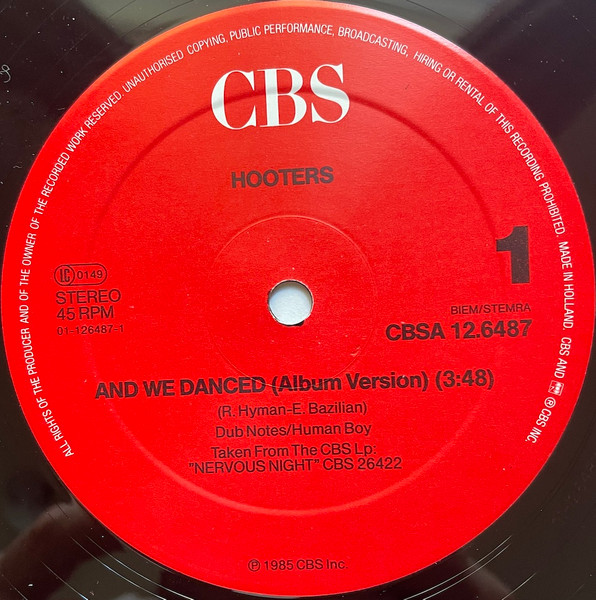 ALL RIGHTS OF THE PRODUCER AND OF THE OWNER OF THE RECORDED WORK RESERVED. UNAUTHORISED COPYING, PUBLIC PERFORMANCE, BROADCASTING, HIRING OR RENTAL OF THIS RECORDING PROHIBITED. MADE IN HOLLAND. CBS AND ℗ CBS INC.
CBS
HOOTERS
1
LC 0149
STEREO
45 RPM
01-126487-1
BIEM/STEMRA
CBSA 12.6487
AND WE DANCED (Album Version) (3:48)
(R. Hyman-E. Bazilian)
Dub Notes/Human Boy
Taken From The CBS Lp:
"NERVOUS NIGHT" CBS 26422
℗ 1985 CBS Inc.